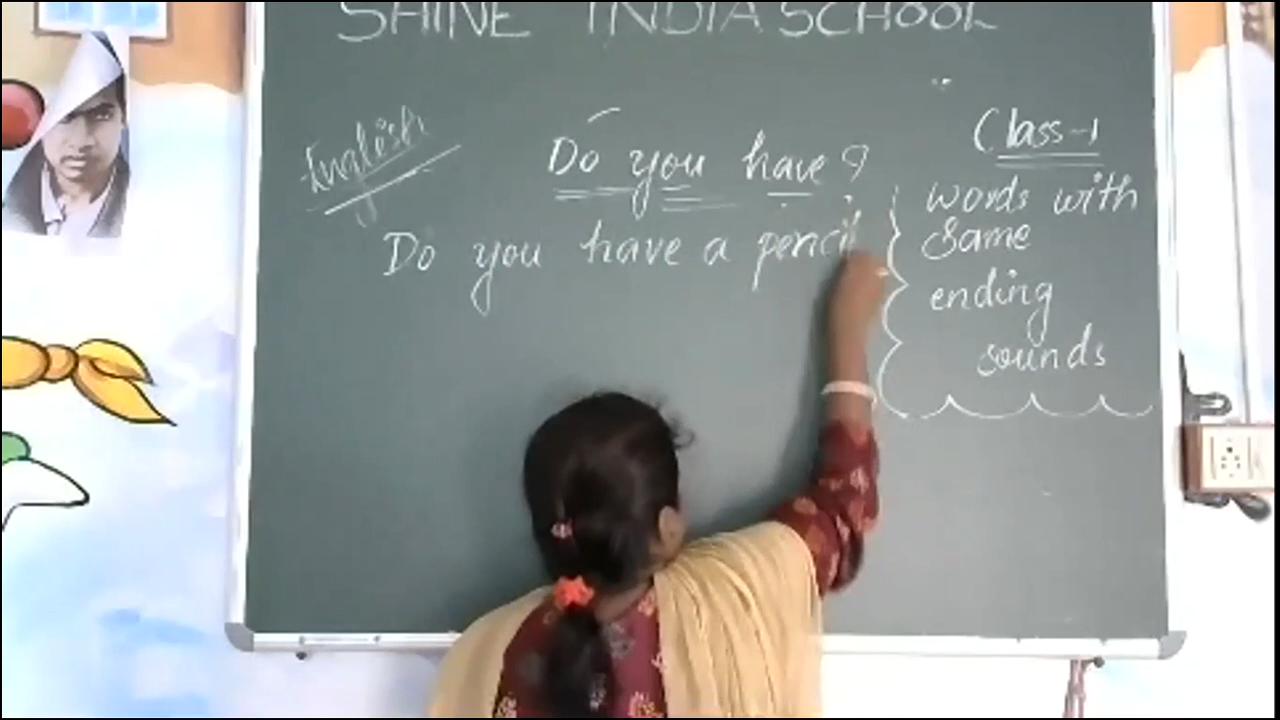 SHINE INDIA SCHOOL
English
Do you have?
Class-1
Do you have a pencil
words with
same
ending
sounds